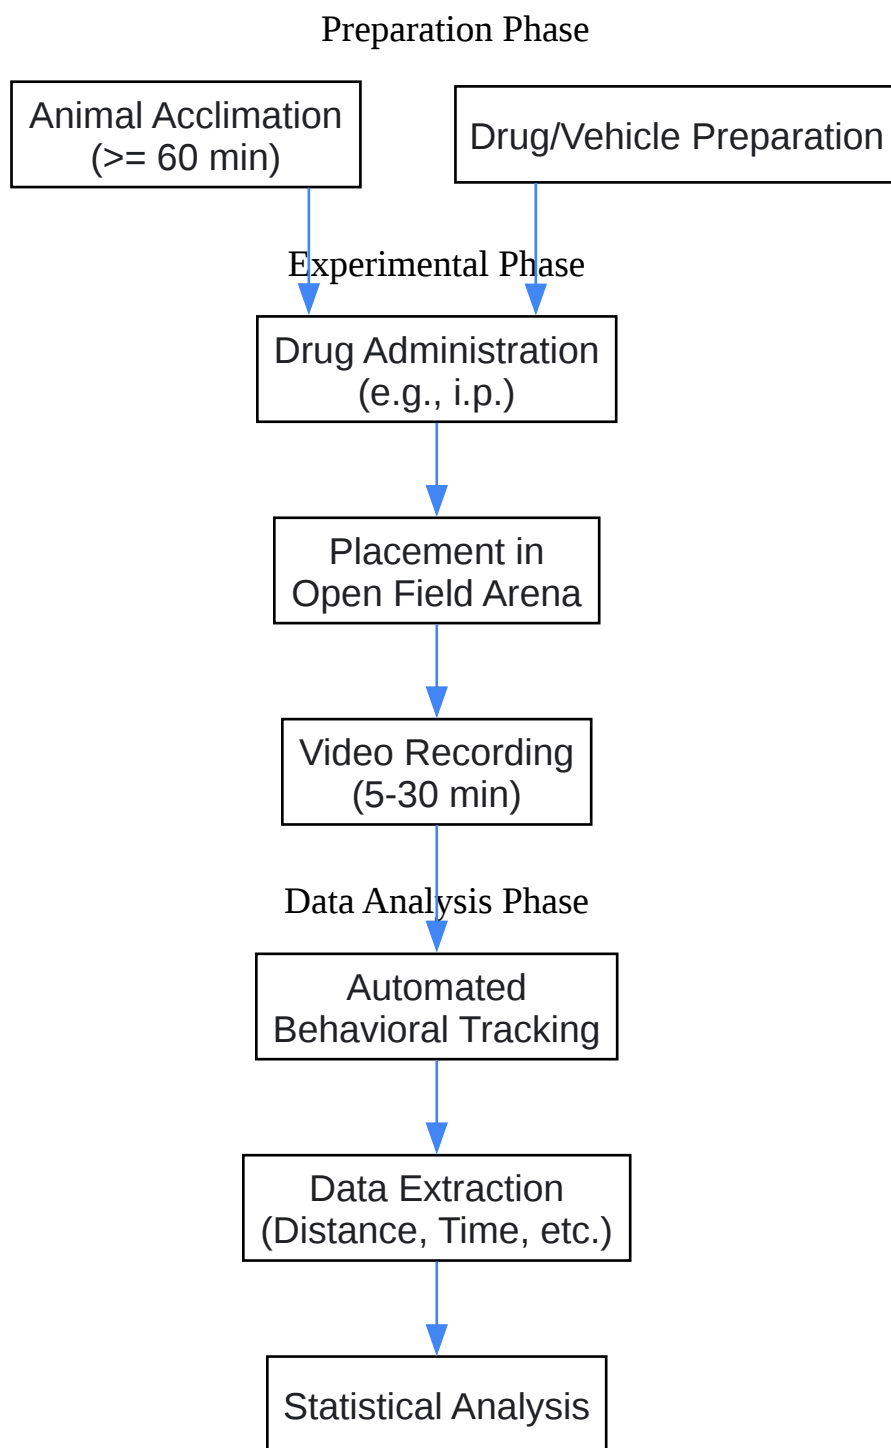 Preparation Phase
Animal Acclimation
(>= 60 min)
Drug/Vehicle Preparation
Experimental Phase
Drug Administration
(e.g., i.p.)
Placement in
Open Field Arena
Video Recording
(5-30 min)
Data Analysis Phase
Automated
Behavioral Tracking
Data Extraction
(Distance, Time, etc.)
Statistical Analysis